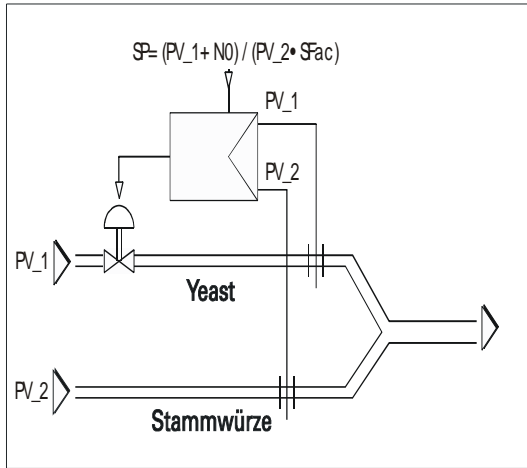 SP= (PV_1+ N0) / (PV_2• SFac)
PV_1
PV_2
PV_1
Yeast
PV_2
Stammwürze